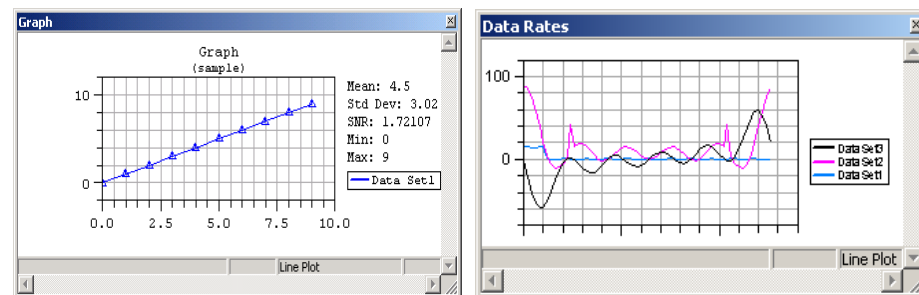 Graph
Graph
(sample)
10
0
0.0 2.5 5.0 7.5 10.0
Mean: 4.5
Std Dev: 3.02
SNR: 1.72107
Min: 0
Max: 9
Data Set1
Line Plot
Data Rates
100
0
Data Set3
Data Set2
Data Set1
Line Plot